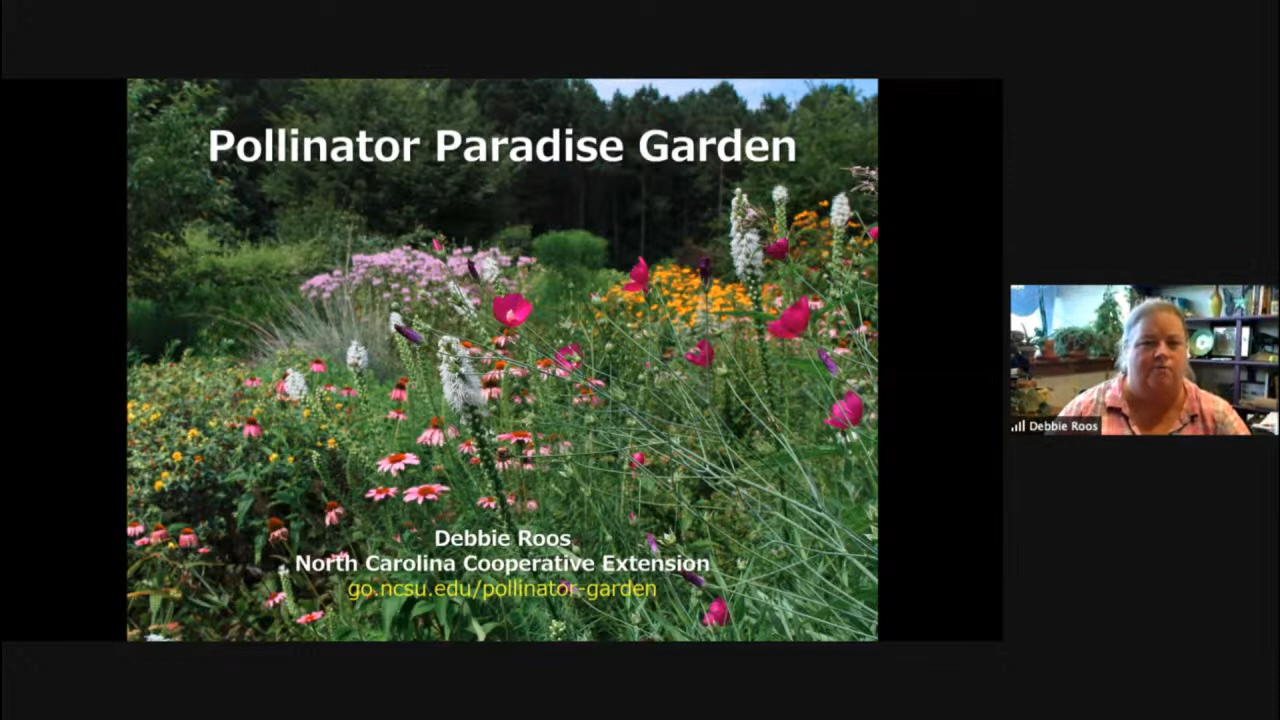 Pollinator Paradise Garden
Debbie Roos
North Carolina Cooperative Extension
go.ncsu.edu/pollinator-garden
Debbie Roos